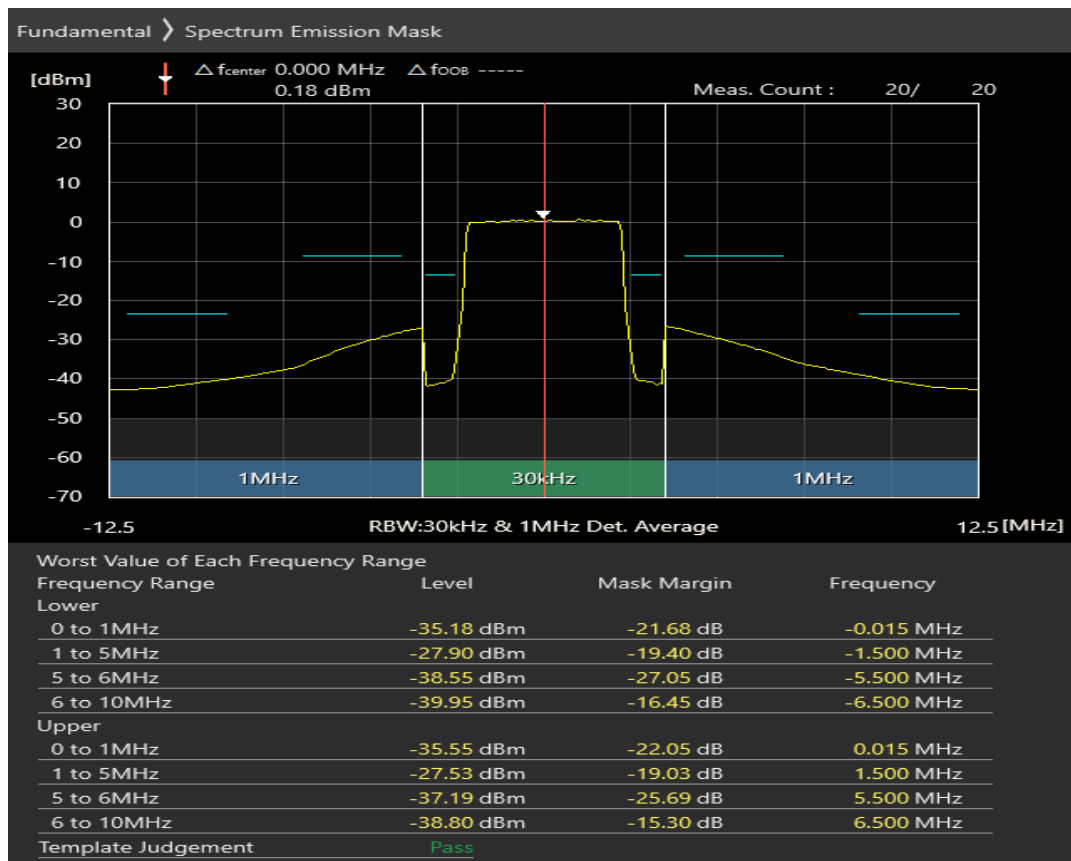 Fundamental ❯ Spectrum Emission Mask
[dBm] △ fcenter 0.000 MHz △ fOOB -----
0.18 dBm Meas. Count : 20/ 20
30
20
10
0
-10
-20
-30
-40
-50
-60
-70
1MHz 30kHz 1MHz
-12.5 RBW:30kHz & 1MHz Det. Average 12.5 [MHz]
Worst Value of Each Frequency Range
Frequency Range Level Mask Margin Frequency
Lower
0 to 1MHz -35.18 dBm -21.68 dB -0.015 MHz
1 to 5MHz -27.90 dBm -19.40 dB -1.500 MHz
5 to 6MHz -38.55 dBm -27.05 dB -5.500 MHz
6 to 10MHz -39.95 dBm -16.45 dB -6.500 MHz
Upper
0 to 1MHz -35.55 dBm -22.05 dB 0.015 MHz
1 to 5MHz -27.53 dBm -19.03 dB 1.500 MHz
5 to 6MHz -37.19 dBm -25.69 dB 5.500 MHz
6 to 10MHz -38.80 dBm -15.30 dB 6.500 MHz
Template Judgement Pass